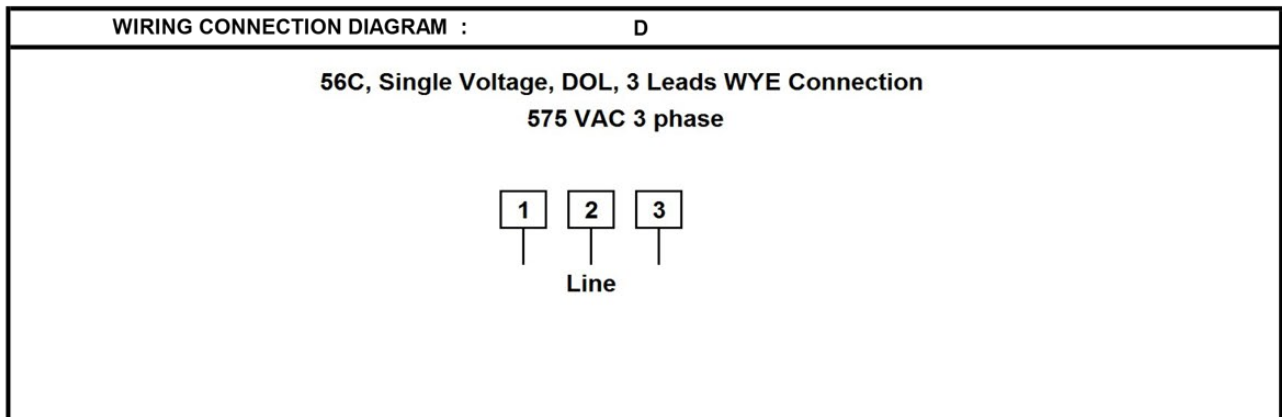 WIRING CONNECTION DIAGRAM : D
56C, Single Voltage, DOL, 3 Leads WYE Connection
575 VAC 3 phase
1 2 3
Line